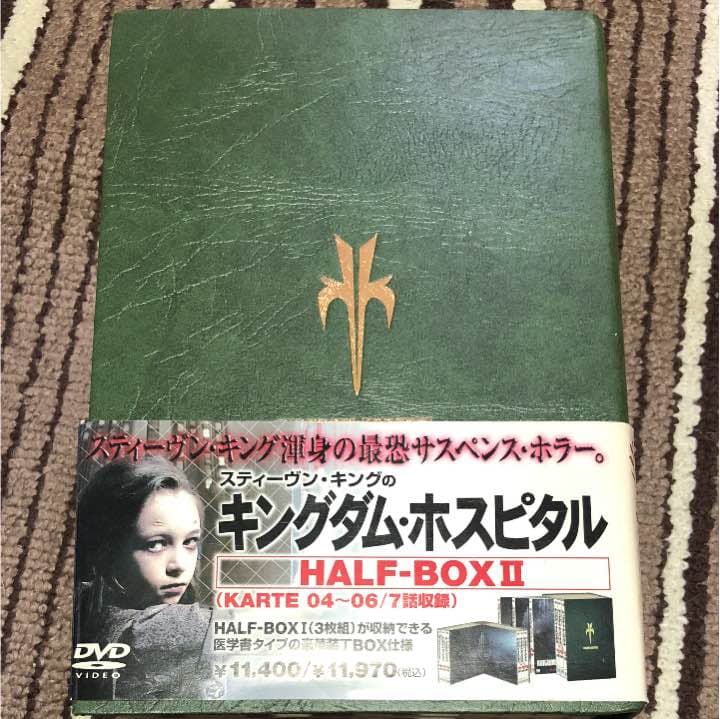 スティーヴン・キング渾身の最恐サスペンス・ホラー。
スティーヴン・キングの
キングダム・ホスピタル
HALF-BOXⅡ
(KARTE 04～06/7話収録)
HALF-BOXⅠ(3枚組)が収納できる
医学書タイプの豪華装丁BOX仕様
￥11,400/￥11,970(税込)
DVD
VIDEO